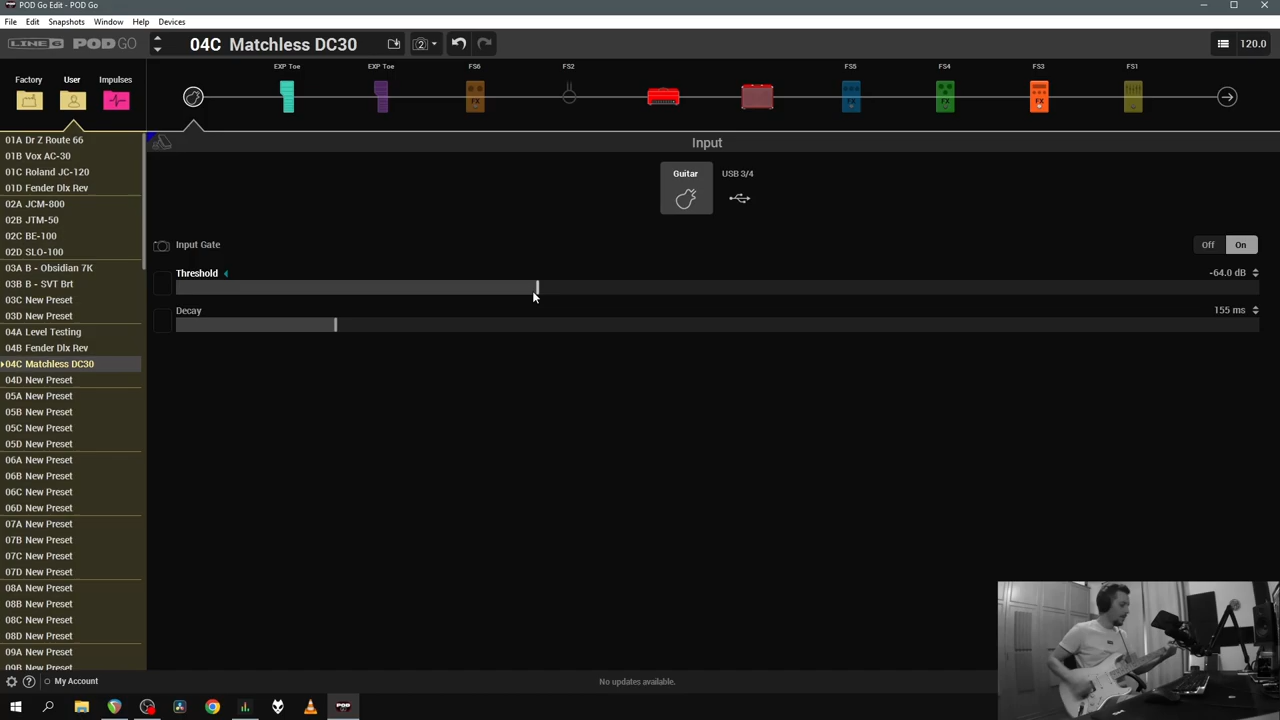 POD Go Edit - POD Go
File Edit Snapshots Window Help Devices
LINE 6 POD GO
04C Matchless DC30
2
120.0
Factory User Impulses
EXP Toe EXP Toe FS6 FS2 FS5 FS4 FS3 FS1
FX FX FX
Input
Guitar USB 3/4
Input Gate
Off On
Threshold
-64.0 dB
Decay
155 ms
01A Dr Z Route 66
01B Vox AC-30
01C Roland JC-120
01D Fender Dlx Rev
02A JCM-800
02B JTM-50
02C BE-100
02D SLO-100
03A B - Obsidian 7K
03B B - SVT Brt
03C New Preset
03D New Preset
04A Level Testing
04B Fender Dlx Rev
04C Matchless DC30
04D New Preset
05A New Preset
05B New Preset
05C New Preset
05D New Preset
06A New Preset
06B New Preset
06C New Preset
06D New Preset
07A New Preset
07B New Preset
07C New Preset
07D New Preset
08A New Preset
08B New Preset
08C New Preset
08D New Preset
09A New Preset
09B New Preset
My Account
No updates available.
POD